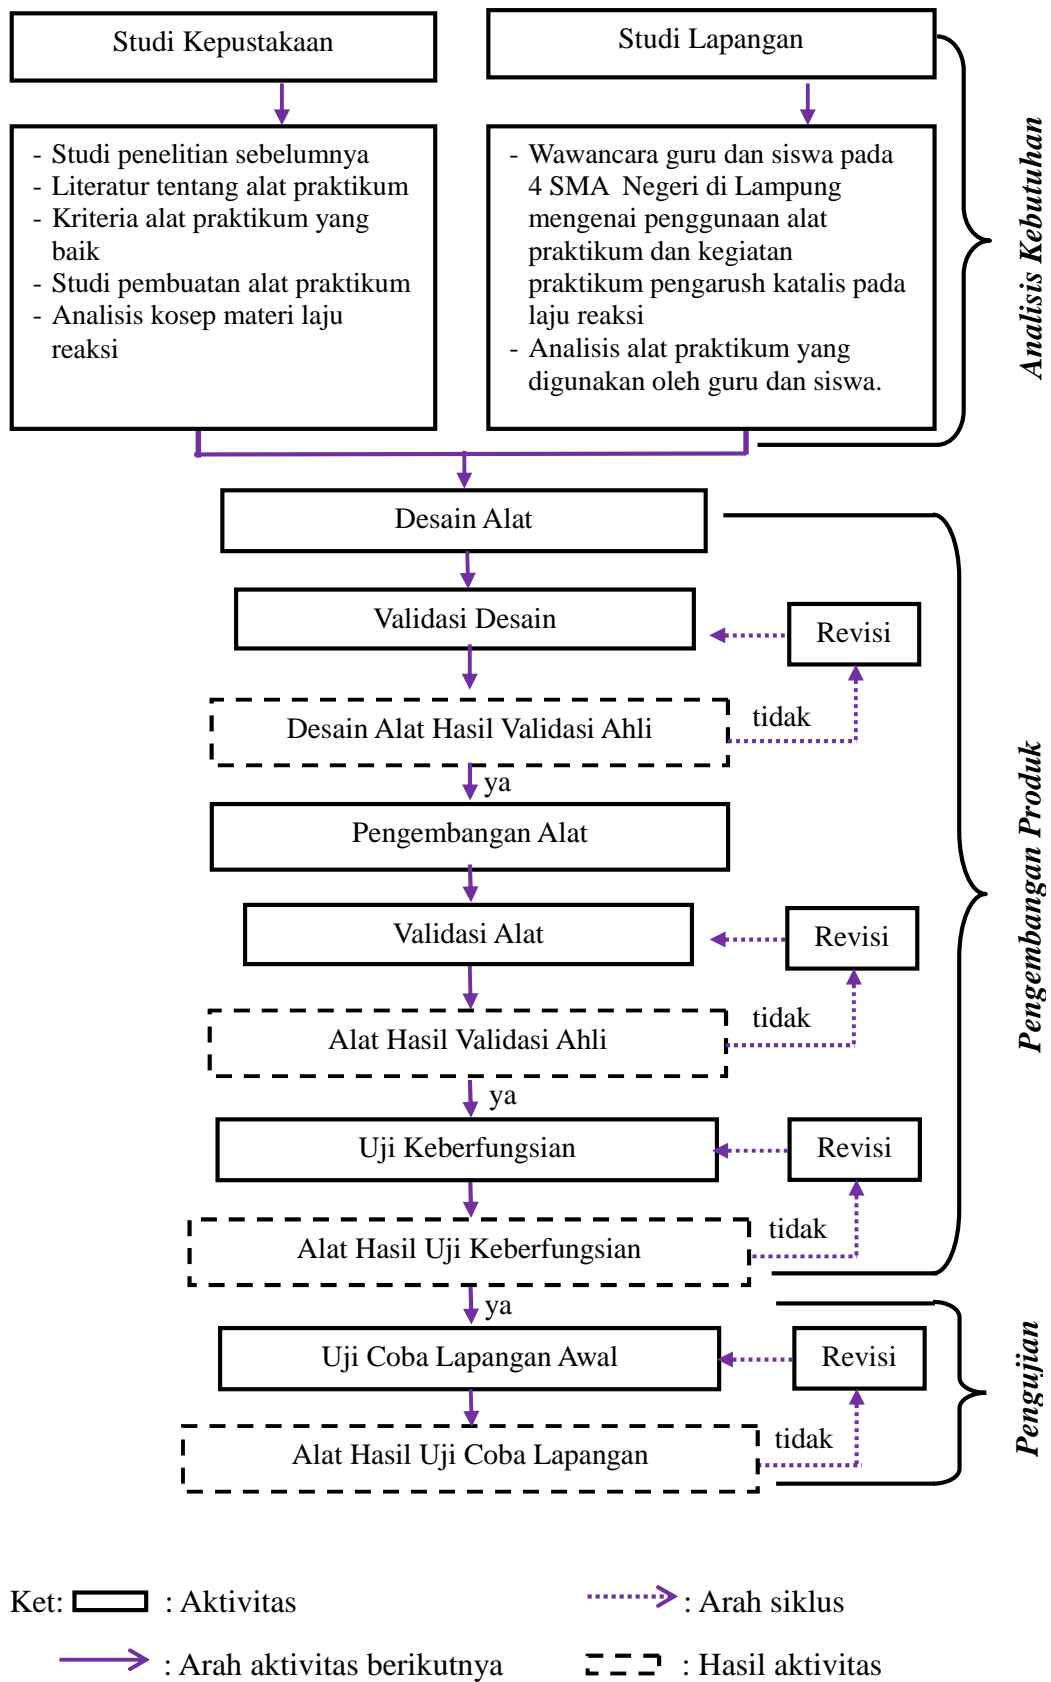 Studi Kepustakaan
Studi Lapangan
- Studi penelitian sebelumnya
- Literatur tentang alat praktikum
- Kriteria alat praktikum yang
baik
- Studi pembuatan alat praktikum
- Analisis kosep materi laju
reaksi
- Wawancara guru dan siswa pada
4 SMA Negeri di Lampung
mengenai penggunaan alat
praktikum dan kegiatan
praktikum pengarush katalis pada
laju reaksi
- Analisis alat praktikum yang
digunakan oleh guru dan siswa.
Analisis Kebutuhan
Desain Alat
Validasi Desain
Revisi
Desain Alat Hasil Validasi Ahli
tidak
ya
Pengembangan Alat
Validasi Alat
Revisi
Alat Hasil Validasi Ahli
tidak
ya
Uji Keberfungsian
Revisi
Alat Hasil Uji Keberfungsian
tidak
Pengembangan Produk
ya
Uji Coba Lapangan Awal
Revisi
Alat Hasil Uji Coba Lapangan
tidak
Pengujian
Ket: : Aktivitas
: Arah siklus
: Arah aktivitas berikutnya
: Hasil aktivitas